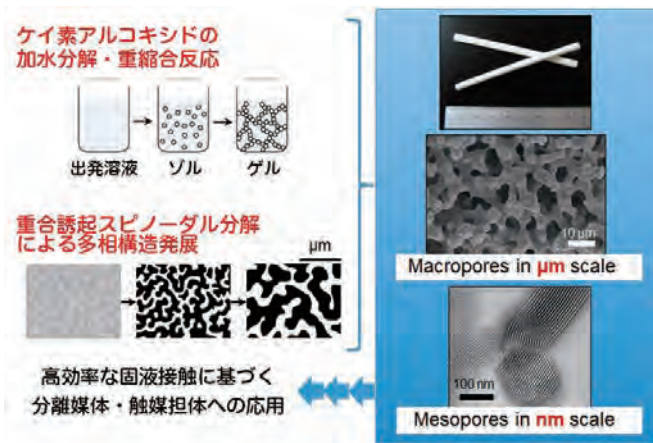 ケイ素アルコキシドの
加水分解・重縮合反応
出発溶液
ゾル
ゲル
重合誘起スピノーダル分解
による多相構造発展
μm
高効率な固液接触に基づく
分離媒体・触媒担体への応用
10 μm
Macropores in μm scale
100 nm
Mesopores in nm scale